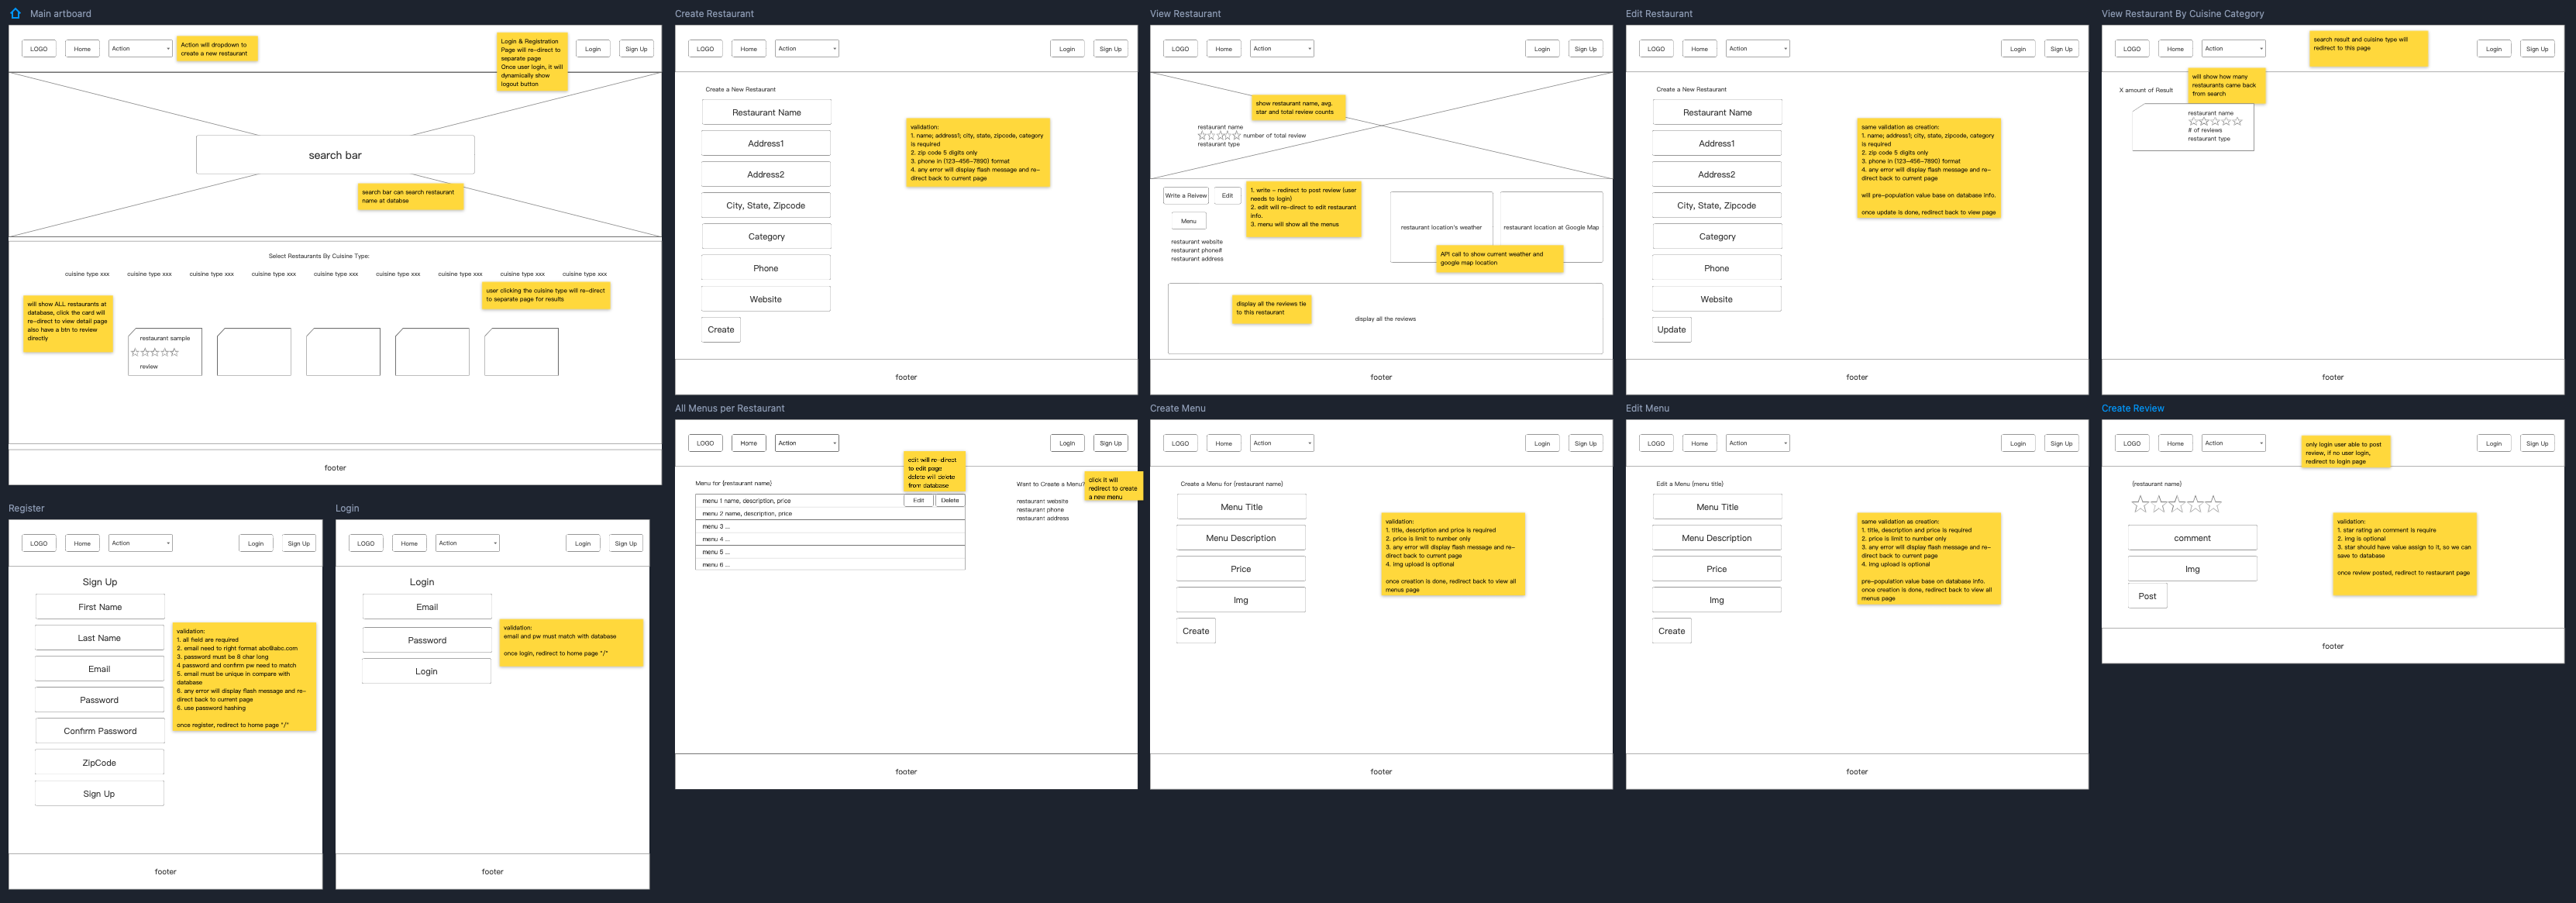 Main artboard
LOGO
Home
Action
Action will dropdown to
create a new restaurant
Login & Registration
Page will re-direct to
separate page
Once user login, it will
dynamically show
logout button
Login
Sign Up
search bar
search bar can search restaurant
name at databse
Select Restaurants By Cuisine Type:
cuisine type xxx
cuisine type xxx
cuisine type xxx
cuisine type xxx
cuisine type xxx
cuisine type xxx
cuisine type xxx
cuisine type xxx
cuisine type xxx
user clicking the cuisine type will re-direct
to separate page for results
will show ALL restaurants at
database, click the card will
re-direct to view detail page
also have a btn to review
directly
restaurant sample
review
footer
Create Restaurant
LOGO
Home
Action
Login
Sign Up
Create a New Restaurant
Restaurant Name
Address1
Address2
City, State, Zipcode
Category
Phone
Website
Create
validation:
1. name; address1; city, state, zipcode, category
is required
2. zip code 5 digits only
3. phone in (123-456-7890) format
4. any error will display flash message and re-
direct back to current page
footer
View Restaurant
LOGO
Home
Action
Login
Sign Up
show restaurant name, avg.
star and total review counts
restaurant name
number of total review
restaurant type
Write a Reivew
Edit
Menu
1. write - redirect to post review (user
needs to login)
2. edit will re-direct to edit restaurant
info.
3. menu will show all the menus
restaurant website
restaurant phone#
restaurant address
restaurant location's weather
restaurant location at Google Map
API call to show current weather and
google map location
display all the reviews tie
to this restaurant
display all the reviews
footer
Edit Restaurant
LOGO
Home
Action
Login
Sign Up
Create a New Restaurant
Restaurant Name
Address1
Address2
City, State, Zipcode
Category
Phone
Website
Update
same validation as creation:
1. name; address1; city, state, zipcode, category
is required
2. zip code 5 digits only
3. phone in (123-456-7890) format
4. any error will display flash message and re-
direct back to current page
will pre-population value base on database info.
once update is done, redirect back to view page
footer
View Restaurant By Cuisine Category
LOGO
Home
Action
search result and cuisine type will
redirect to this page
Login
Sign Up
will show how many
restaurants came back
from search
X amount of Result
restaurant name
# of reviews
restaurant type
footer
Register
LOGO
Home
Action
Login
Sign Up
Sign Up
First Name
Last Name
Email
Password
Confirm Password
ZipCode
Sign Up
validation:
1. all field are required
2. email need to right format abc@abc.com
3. password must be 8 char long
4 password and confirm pw need to match
5. email must be unique in compare with
database
6. any error will display flash message and re-
direct back to current page
6. use password hashing
once register, redirect to home page "/"
footer
Login
LOGO
Home
Action
Login
Sign Up
Login
Email
Password
Login
validation:
email and pw must match with database
once login, redirect to home page "/"
footer
All Menus per Restaurant
LOGO
Home
Action
Login
Sign Up
edit will re-direct
to edit page
delete will delete
from database
Menu for {restaurant name}
menu 1 name, description, price
Edit
Delete
menu 2 name, description, price
menu 3 ...
menu 4 ...
menu 5 ...
menu 6 ...
Want to Create a Menu?
click it will
redirect to create
a new menu
restaurant website
restaurant phone
restaurant address
footer
Create Menu
LOGO
Home
Action
Login
Sign Up
Create a Menu for {restaurant name}
Menu Title
Menu Description
Price
Img
Create
validation:
1. title, description and price is required
2. price is limit to number only
3. any error will display flash message and re-
direct back to current page
4. img upload is optional
once creation is done, redirect back to view all
menus page
footer
Edit Menu
LOGO
Home
Action
Login
Sign Up
Edit a Menu {menu title}
Menu Title
Menu Description
Price
Img
Create
same validation as creation:
1. title, description and price is required
2. price is limit to number only
3. any error will display flash message and re-
direct back to current page
4. img upload is optional
pre-population value base on database info.
once creation is done, redirect back to view all
menus page
footer
Create Review
LOGO
Home
Action
only login user able to post
review, if no user login,
redirect to login page
Login
Sign Up
{restaurant name}
comment
Img
Post
validation:
1. star rating an comment is require
2. img is optional
3. star should have value assign to it, so we can
save to database
once review posted, redirect to restaurant page
footer